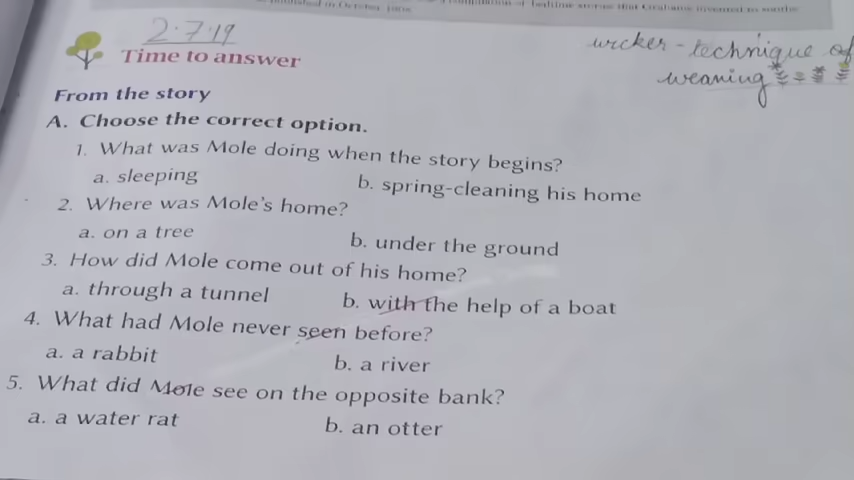 published in October 1908
2.7.19
wicker - technique of
weaving
Time to answer
From the story
A. Choose the correct option.
1. What was Mole doing when the story begins?
a. sleeping b. spring-cleaning his home
2. Where was Mole's home?
a. on a tree b. under the ground
3. How did Mole come out of his home?
a. through a tunnel b. with the help of a boat
4. What had Mole never seen before?
a. a rabbit b. a river
5. What did Mole see on the opposite bank?
a. a water rat b. an otter